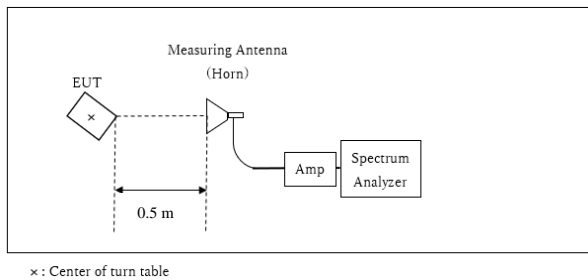 Measuring Antenna
(Horn)
EUT
×
Amp
Spectrum
Analyzer
0.5 m
× : Center of turn table